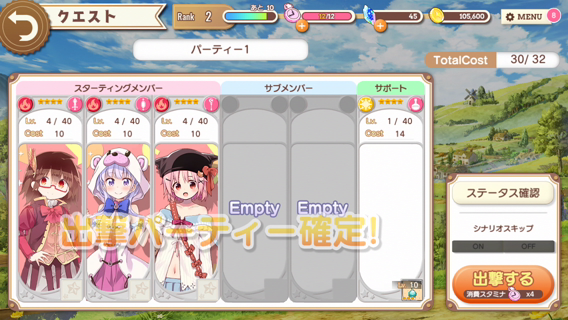 クエスト
Rank 2
あと 10
12/12
45
105,600
MENU
8
パーティー1
TotalCost 30/ 32
スターティングメンバー
サブメンバー
サポート
Lv. 4 / 40
Cost 10
Lv. 4 / 40
Cost 10
Lv. 4 / 40
Cost 10
Lv. 1 / 40
Cost 14
Empty
Empty
出撃パーティー確定!
Lv. 10
ステータス確認
シナリオスキップ
ON OFF
出撃する
消費スタミナ x4